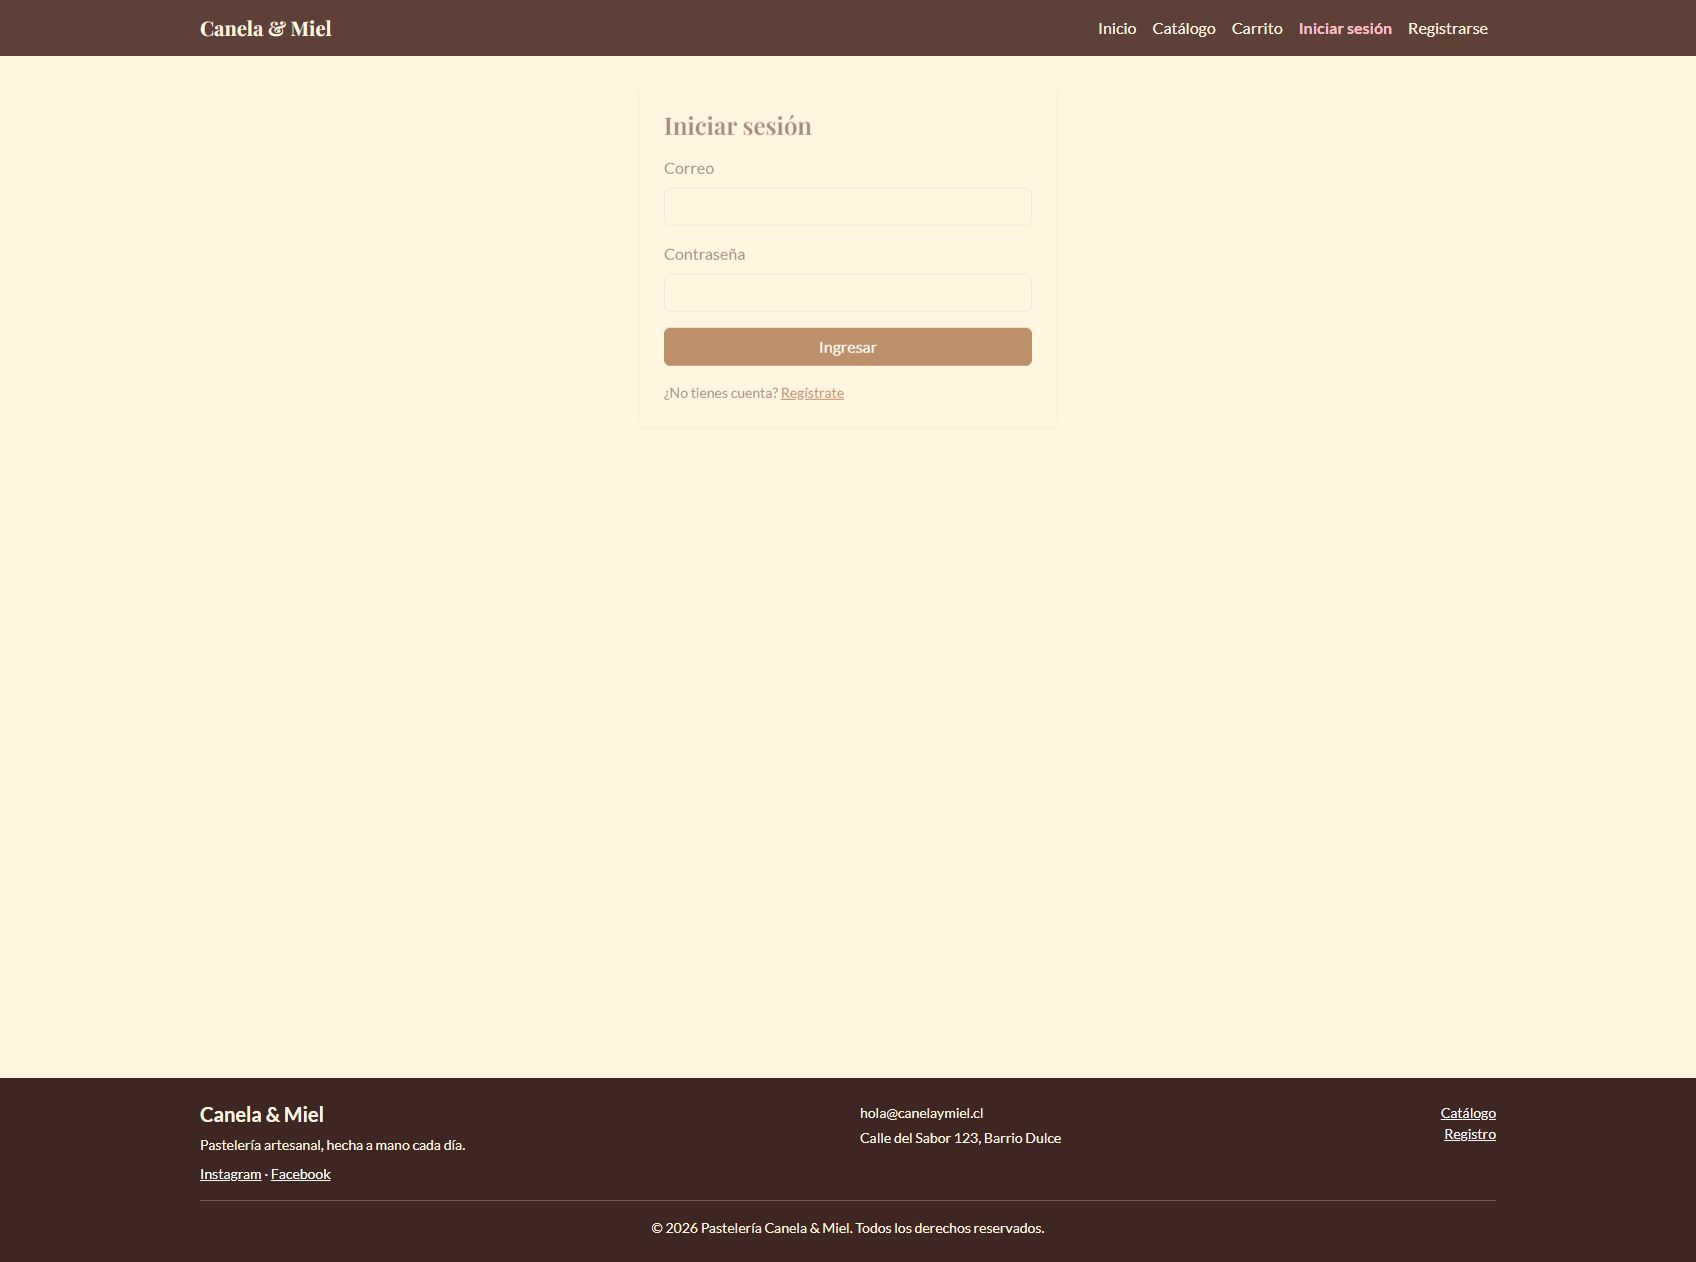 Canela & Miel
Inicio Catálogo Carrito Iniciar sesión Registrarse
Iniciar sesión
Correo
Contraseña
Ingresar
¿No tienes cuenta? Regístrate
Canela & Miel
Pastelería artesanal, hecha a mano cada día.
Instagram · Facebook
hola@canelaymiel.cl
Calle del Sabor 123, Barrio Dulce
Catálogo
Registro
© 2026 Pastelería Canela & Miel. Todos los derechos reservados.